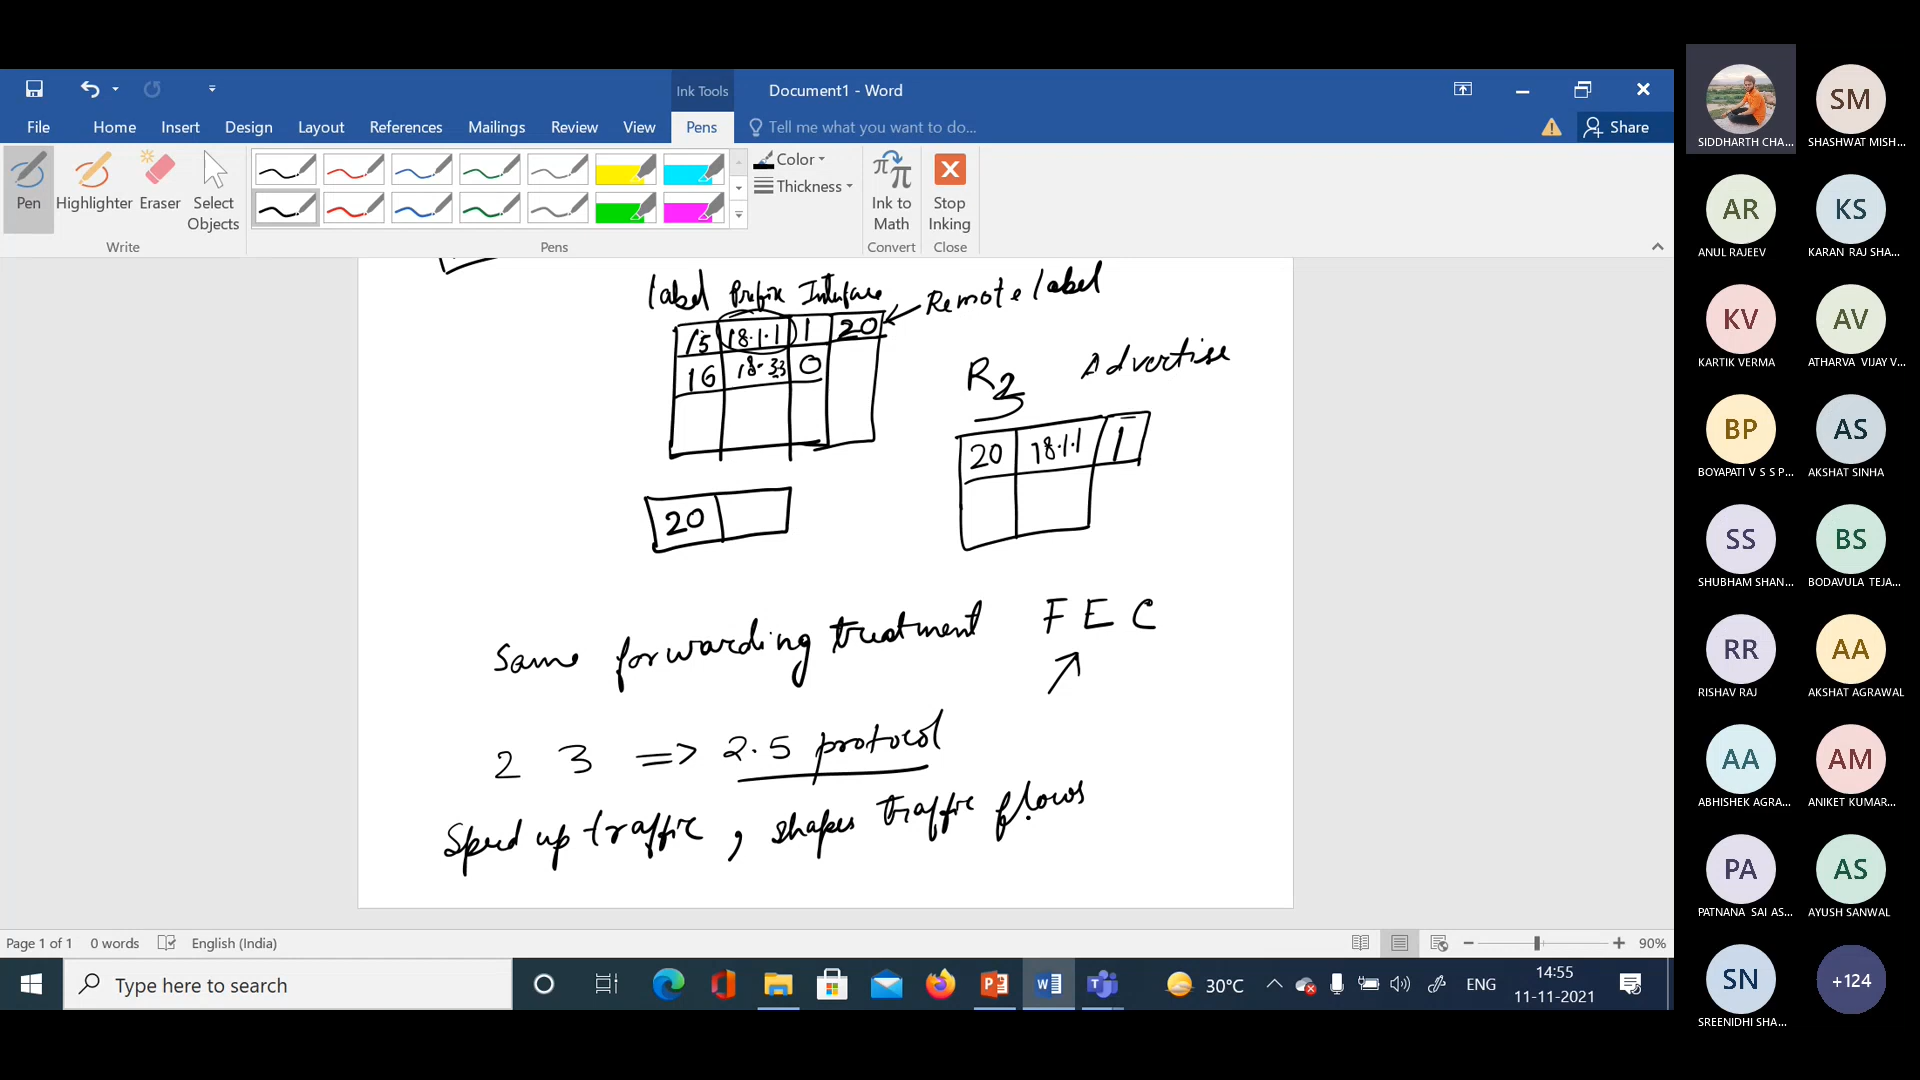 Ink Tools
Document1 - Word
File Home Insert Design Layout References Mailings Review View Pens Tell me what you want to do... Share
Pen Highlighter Eraser Select Objects
Color
Thickness
Ink to Math
Stop Inking
Write Pens Convert Close
label Prefix Interface Remote label
15 18.1.1 1 20
16 18.33 0
R2 Advertise
20 18.1.1 1
20
Same forwarding treatment F E C
2 3 => 2.5 protocol
Speed up traffic, shapes traffic flows
Page 1 of 1 0 words English (India) 90%
Type here to search
30°C ENG
14:55
11-11-2021
SIDDHARTH CHA...
SM
SHASHWAT MISH...
AR
ANUL RAJEEV
KS
KARAN RAJ SHA...
KV
KARTIK VERMA
AV
ATHARVA VIJAY V...
BP
BOYAPATI V S S P...
AS
AKSHAT SINHA
SS
SHUBHAM SHAN...
BS
BODAVULA TEJA...
RR
RISHAV RAJ
AA
AKSHAT AGRAWAL
AA
ABHISHEK AGRA...
AM
ANIKET KUMAR...
PA
PATNANA SAI AS...
AS
AYUSH SANWAL
SN
SREENIDHI SHA...
+124